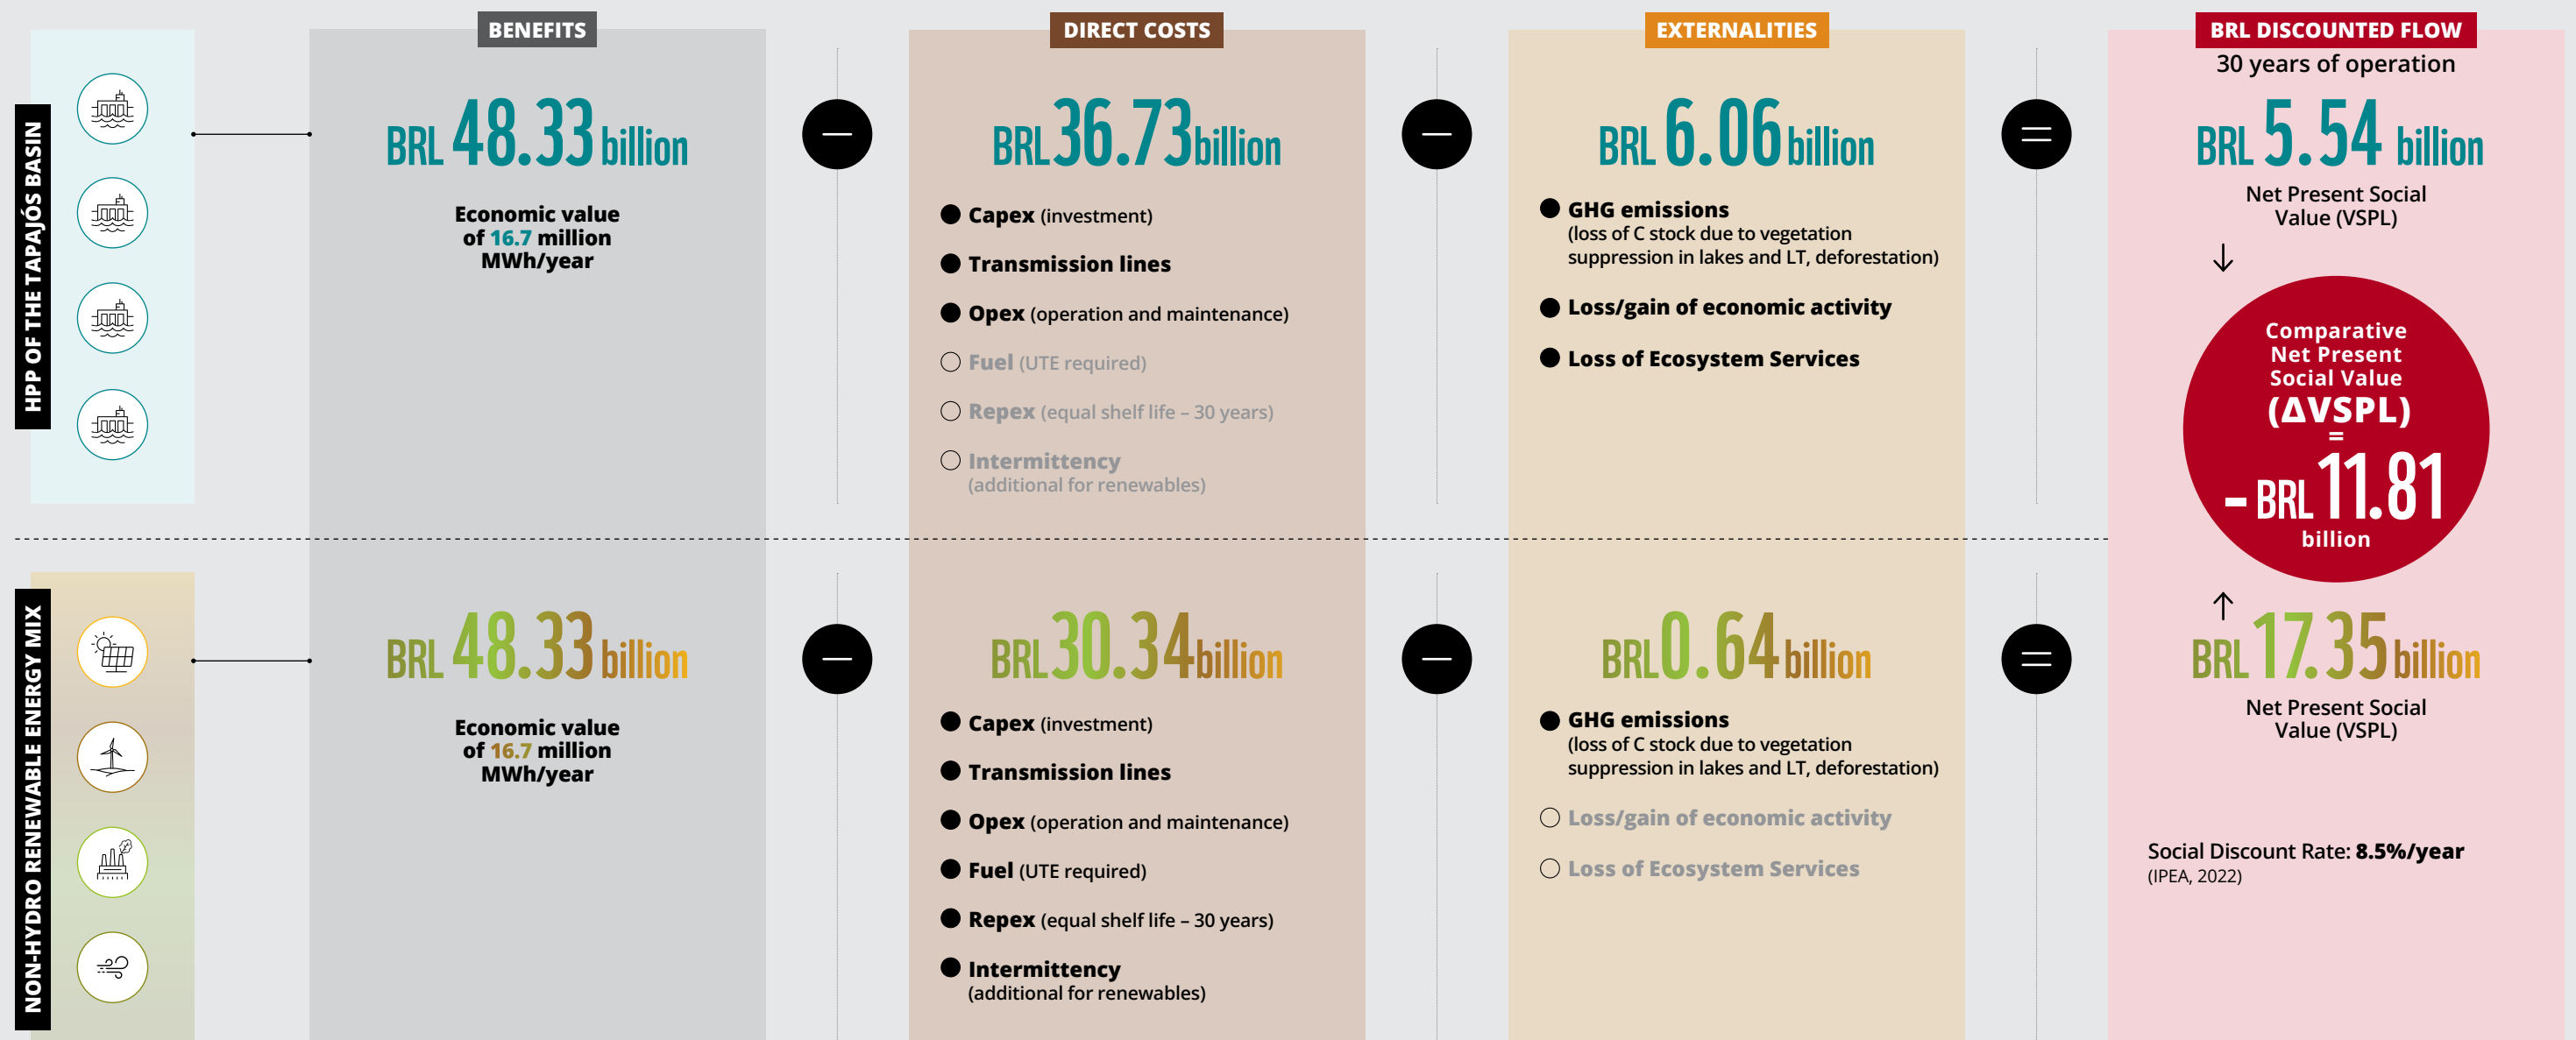 BENEFITS
DIRECT COSTS
EXTERNALITIES
BRL DISCOUNTED FLOW
30 years of operation
HPP OF THE TAPAJÓS BASIN
BRL 48.33 billion
Economic value
of 16.7 million
MWh/year
—
BRL 36.73 billion
Capex (investment)
Transmission lines
Opex (operation and maintenance)
Fuel (UTE required)
Repex (equal shelf life – 30 years)
Intermittency
(additional for renewables)
—
BRL 6.06 billion
GHG emissions
(loss of C stock due to vegetation
suppression in lakes and LT, deforestation)
Loss/gain of economic activity
Loss of Ecosystem Services
=
BRL 5.54 billion
Net Present Social
Value (VSPL)
Comparative
Net Present
Social Value
(ΔVSPL)
=
- BRL 11.81
billion
NON-HYDRO RENEWABLE ENERGY MIX
BRL 48.33 billion
Economic value
of 16.7 million
MWh/year
—
BRL 30.34 billion
Capex (investment)
Transmission lines
Opex (operation and maintenance)
Fuel (UTE required)
Repex (equal shelf life – 30 years)
Intermittency
(additional for renewables)
—
BRL 0.64 billion
GHG emissions
(loss of C stock due to vegetation
suppression in lakes and LT, deforestation)
Loss/gain of economic activity
Loss of Ecosystem Services
=
BRL 17.35 billion
Net Present Social
Value (VSPL)
Social Discount Rate: 8.5%/year
(IPEA, 2022)